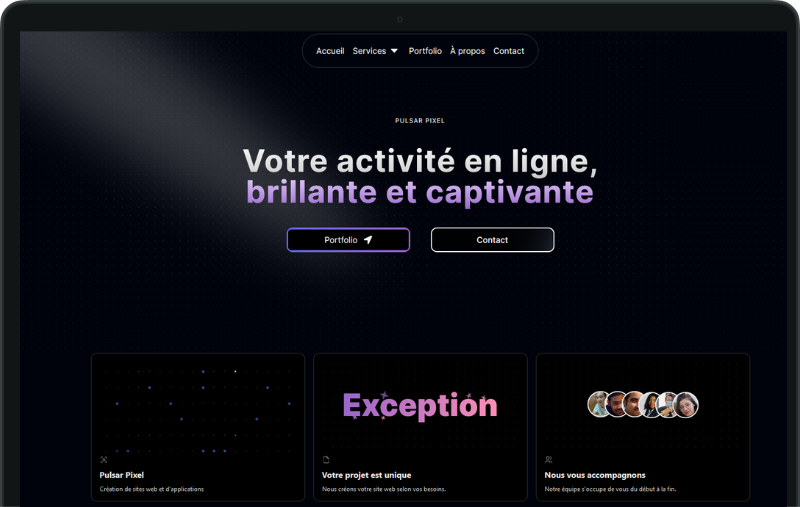 Accueil Services Portfolio À propos Contact
PULSAR PIXEL
Votre activité en ligne,
brillante et captivante
Portfolio Contact
Exception
Pulsar Pixel
Création de sites web et d'applications
Votre projet est unique
Nous créons votre site web selon vos besoins.
Nous vous accompagnons
Notre équipe s'occupe de vous du début à la fin.